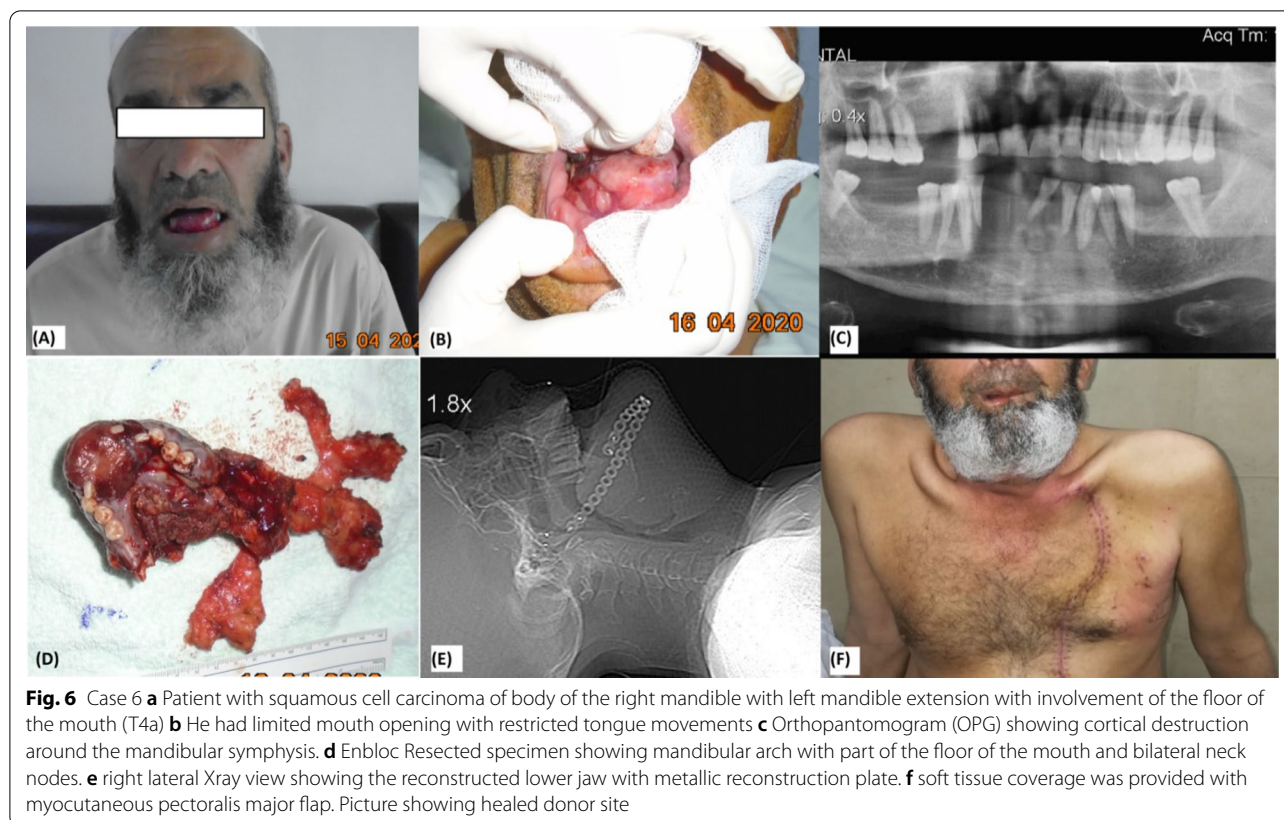 Acq Tm:
NTAL
: 0.4x
(A)
15 04 202
(B)
16 04 2020
(C)
1.8x
(D)
(E)
(F)
Fig. 6 Case 6 a Patient with squamous cell carcinoma of body of the right mandible with left mandible extension with involvement of the floor of
the mouth (T4a) b He had limited mouth opening with restricted tongue movements c Orthopantomogram (OPG) showing cortical destruction
around the mandibular symphysis. d Enbloc Resected specimen showing mandibular arch with part of the floor of the mouth and bilateral neck
nodes. e right lateral Xray view showing the reconstructed lower jaw with metallic reconstruction plate. f soft tissue coverage was provided with
myocutaneous pectoralis major flap. Picture showing healed donor site